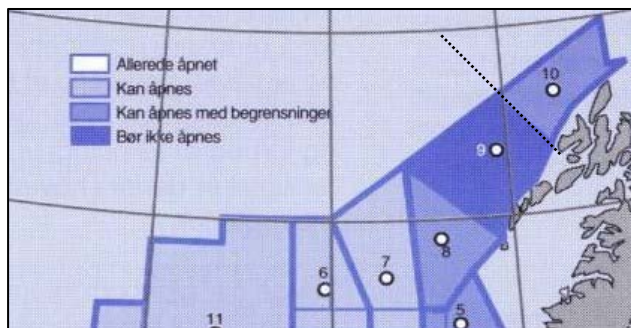 Allerede åpnet
Kan åpnes
Kan åpnes med begrensninger
Bør ikke åpnes
10
9
8
7
6
11
5